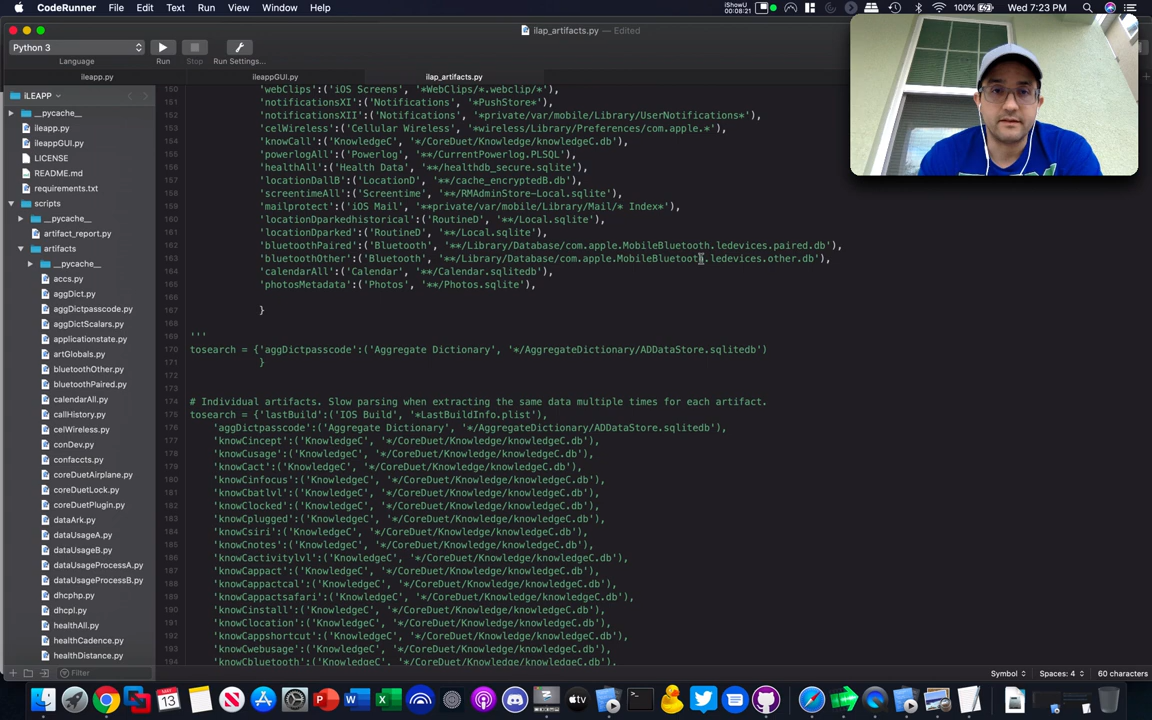 CodeRunner File Edit Text Run View Window Help
iShowU
00:08:21
100% Wed 7:23 PM
ilap_artifacts.py — Edited
Python 3
Language Run Stop Run Settings...
ileapp.py ileappGUI.py ilap_artifacts.py
iLEAPP
__pycache__
ileapp.py
ileappGUI.py
LICENSE
README.md
requirements.txt
scripts
__pycache__
artifact_report.py
artifacts
__pycache__
accs.py
aggDict.py
aggDictpasscode.py
aggDictScalars.py
applicationstate.py
artGlobals.py
bluetoothOther.py
bluetoothPaired.py
calendarAll.py
callHistory.py
celWireless.py
conDev.py
confaccts.py
coreDuetAirplane.py
coreDuetLock.py
coreDuetPlugin.py
dataArk.py
dataUsageA.py
dataUsageB.py
dataUsageProcessA.py
dataUsageProcessB.py
dhcphp.py
dhcpl.py
healthAll.py
healthCadence.py
healthDistance.py
Filter
150 'webClips':('iOS Screens', '*WebClips/*.webclip/*'),
151 'notificationsXI':('Notifications', '*PushStore*'),
152 'notificationsXII':('Notifications', '*private/var/mobile/Library/UserNotifications*'),
153 'celWireless':('Cellular Wireless', '*wireless/Library/Preferences/com.apple.*'),
154 'knowCall':('KnowledgeC', '*/CoreDuet/Knowledge/knowledgeC.db'),
155 'powerlogAll':('Powerlog', '**/CurrentPowerlog.PLSQL'),
156 'healthAll':('Health Data', '**/healthdb_secure.sqlite'),
157 'locationDallB':('LocationD', '**/cache_encryptedB.db'),
158 'screentimeAll':('Screentime', '**/RMAdminStore-Local.sqlite'),
159 'mailprotect':('iOS Mail', '**private/var/mobile/Library/Mail/* Index*'),
160 'locationDparkedhistorical':('RoutineD', '**/Local.sqlite'),
161 'locationDparked':('RoutineD', '**/Local.sqlite'),
162 'bluetoothPaired':('Bluetooth', '**/Library/Database/com.apple.MobileBluetooth.ledevices.paired.db'),
163 'bluetoothOther':('Bluetooth', '**/Library/Database/com.apple.MobileBluetooth.ledevices.other.db'),
164 'calendarAll':('Calendar', '**/Calendar.sqlitedb'),
165 'photosMetadata':('Photos', '**/Photos.sqlite'),
166
167 }
168
169 '''
170 tosearch = {'aggDictpasscode':('Aggregate Dictionary', '*/AggregateDictionary/ADDataStore.sqlitedb')
171 }
172
173
174 # Individual artifacts. Slow parsing when extracting the same data multiple times for each artifact.
175 tosearch = {'lastBuild':('IOS Build', '*LastBuildInfo.plist'),
176 'aggDictpasscode':('Aggregate Dictionary', '*/AggregateDictionary/ADDataStore.sqlitedb'),
177 'knowCincept':('KnowledgeC', '*/CoreDuet/Knowledge/knowledgeC.db'),
178 'knowCusage':('KnowledgeC', '*/CoreDuet/Knowledge/knowledgeC.db'),
179 'knowCact':('KnowledgeC', '*/CoreDuet/Knowledge/knowledgeC.db'),
180 'knowCinfocus':('KnowledgeC', '*/CoreDuet/Knowledge/knowledgeC.db'),
181 'knowCbatlvl':('KnowledgeC', '*/CoreDuet/Knowledge/knowledgeC.db'),
182 'knowClocked':('KnowledgeC', '*/CoreDuet/Knowledge/knowledgeC.db'),
183 'knowCplugged':('KnowledgeC', '*/CoreDuet/Knowledge/knowledgeC.db'),
184 'knowCsiri':('KnowledgeC', '*/CoreDuet/Knowledge/knowledgeC.db'),
185 'knowCnotes':('KnowledgeC', '*/CoreDuet/Knowledge/knowledgeC.db'),
186 'knowCactivitylvl':('KnowledgeC', '*/CoreDuet/Knowledge/knowledgeC.db'),
187 'knowCappact':('KnowledgeC', '*/CoreDuet/Knowledge/knowledgeC.db'),
188 'knowCappactcal':('KnowledgeC', '*/CoreDuet/Knowledge/knowledgeC.db'),
189 'knowCappactsafari':('KnowledgeC', '*/CoreDuet/Knowledge/knowledgeC.db'),
190 'knowCinstall':('KnowledgeC', '*/CoreDuet/Knowledge/knowledgeC.db'),
191 'knowClocation':('KnowledgeC', '*/CoreDuet/Knowledge/knowledgeC.db'),
192 'knowCappshortcut':('KnowledgeC', '*/CoreDuet/Knowledge/knowledgeC.db'),
193 'knowCwebusage':('KnowledgeC', '*/CoreDuet/Knowledge/knowledgeC.db'),
194 'knowCbluetooth':('KnowledgeC', '*/CoreDuet/Knowledge/knowledgeC.db'),
Symbol Spaces: 4 60 characters
MAY
13
tv